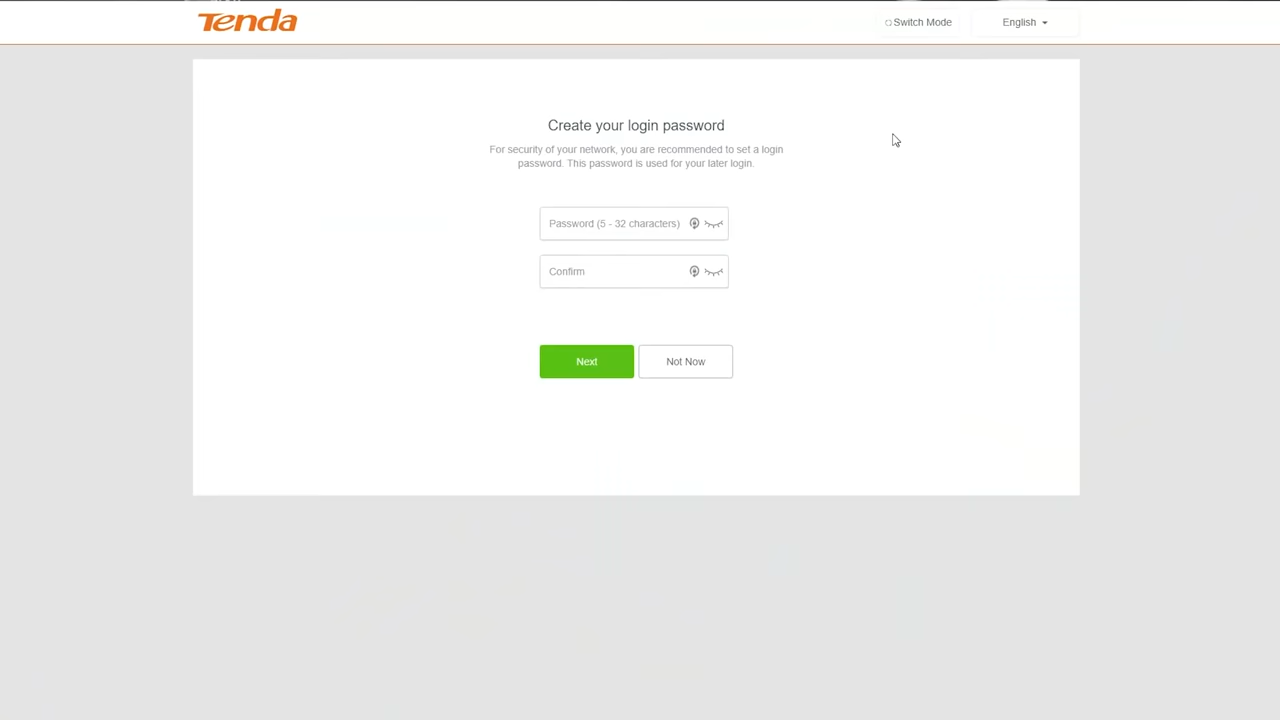 Tenda
Switch Mode
English
Create your login password
For security of your network, you are recommended to set a login
password. This password is used for your later login.
Password (5 - 32 characters)
Confirm
Next
Not Now